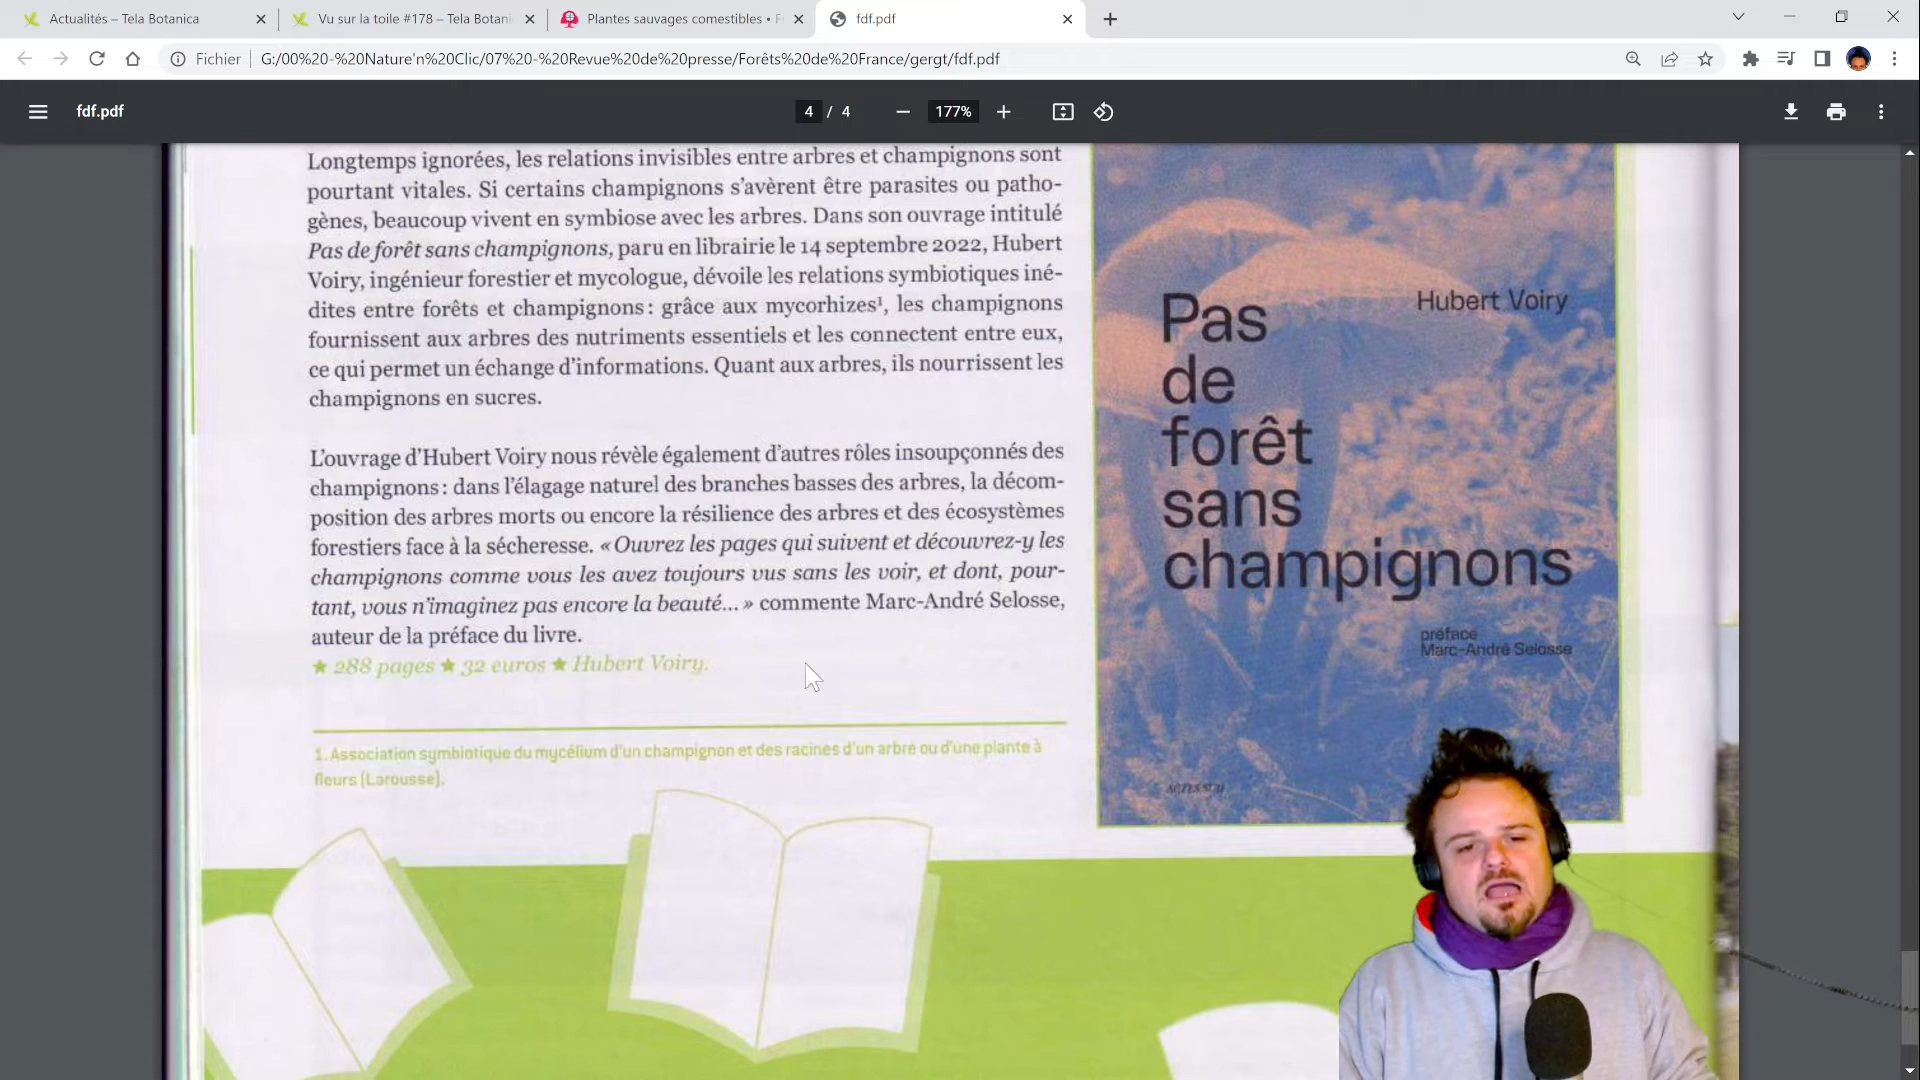 Actualités – Tela Botanica
Vu sur la toile #178 – Tela Botani
Plantes sauvages comestibles • F
fdf.pdf
Fichier
G:/00%20-%20Nature'n%20Clic/07%20-%20Revue%20de%20presse/Forêts%20de%20France/gergt/fdf.pdf
fdf.pdf
4 / 4
177%
Longtemps ignorées, les relations invisibles entre arbres et champignons sont
pourtant vitales. Si certains champignons s'avèrent être parasites ou patho-
gènes, beaucoup vivent en symbiose avec les arbres. Dans son ouvrage intitulé
Pas de forêt sans champignons, paru en librairie le 14 septembre 2022, Hubert
Voiry, ingénieur forestier et mycologue, dévoile les relations symbiotiques iné-
dites entre forêts et champignons : grâce aux mycorhizes¹, les champignons
fournissent aux arbres des nutriments essentiels et les connectent entre eux,
ce qui permet un échange d'informations. Quant aux arbres, ils nourrissent les
champignons en sucres.
L'ouvrage d'Hubert Voiry nous révèle également d'autres rôles insoupçonnés des
champignons : dans l'élagage naturel des branches basses des arbres, la décom-
position des arbres morts ou encore la résilience des arbres et des écosystèmes
forestiers face à la sécheresse. « Ouvrez les pages qui suivent et découvrez-y les
champignons comme vous les avez toujours vus sans les voir, et dont, pour-
tant, vous n'imaginez pas encore la beauté... » commente Marc-André Selosse,
auteur de la préface du livre.
★ 288 pages ★ 32 euros ★ Hubert Voiry.
1. Association symbiotique du mycélium d'un champignon et des racines d'un arbre ou d'une plante à
fleurs (Larousse).
Hubert Voiry
Pas
de
forêt
sans
champignons
préface
Marc-André Selosse
ACTES SUD